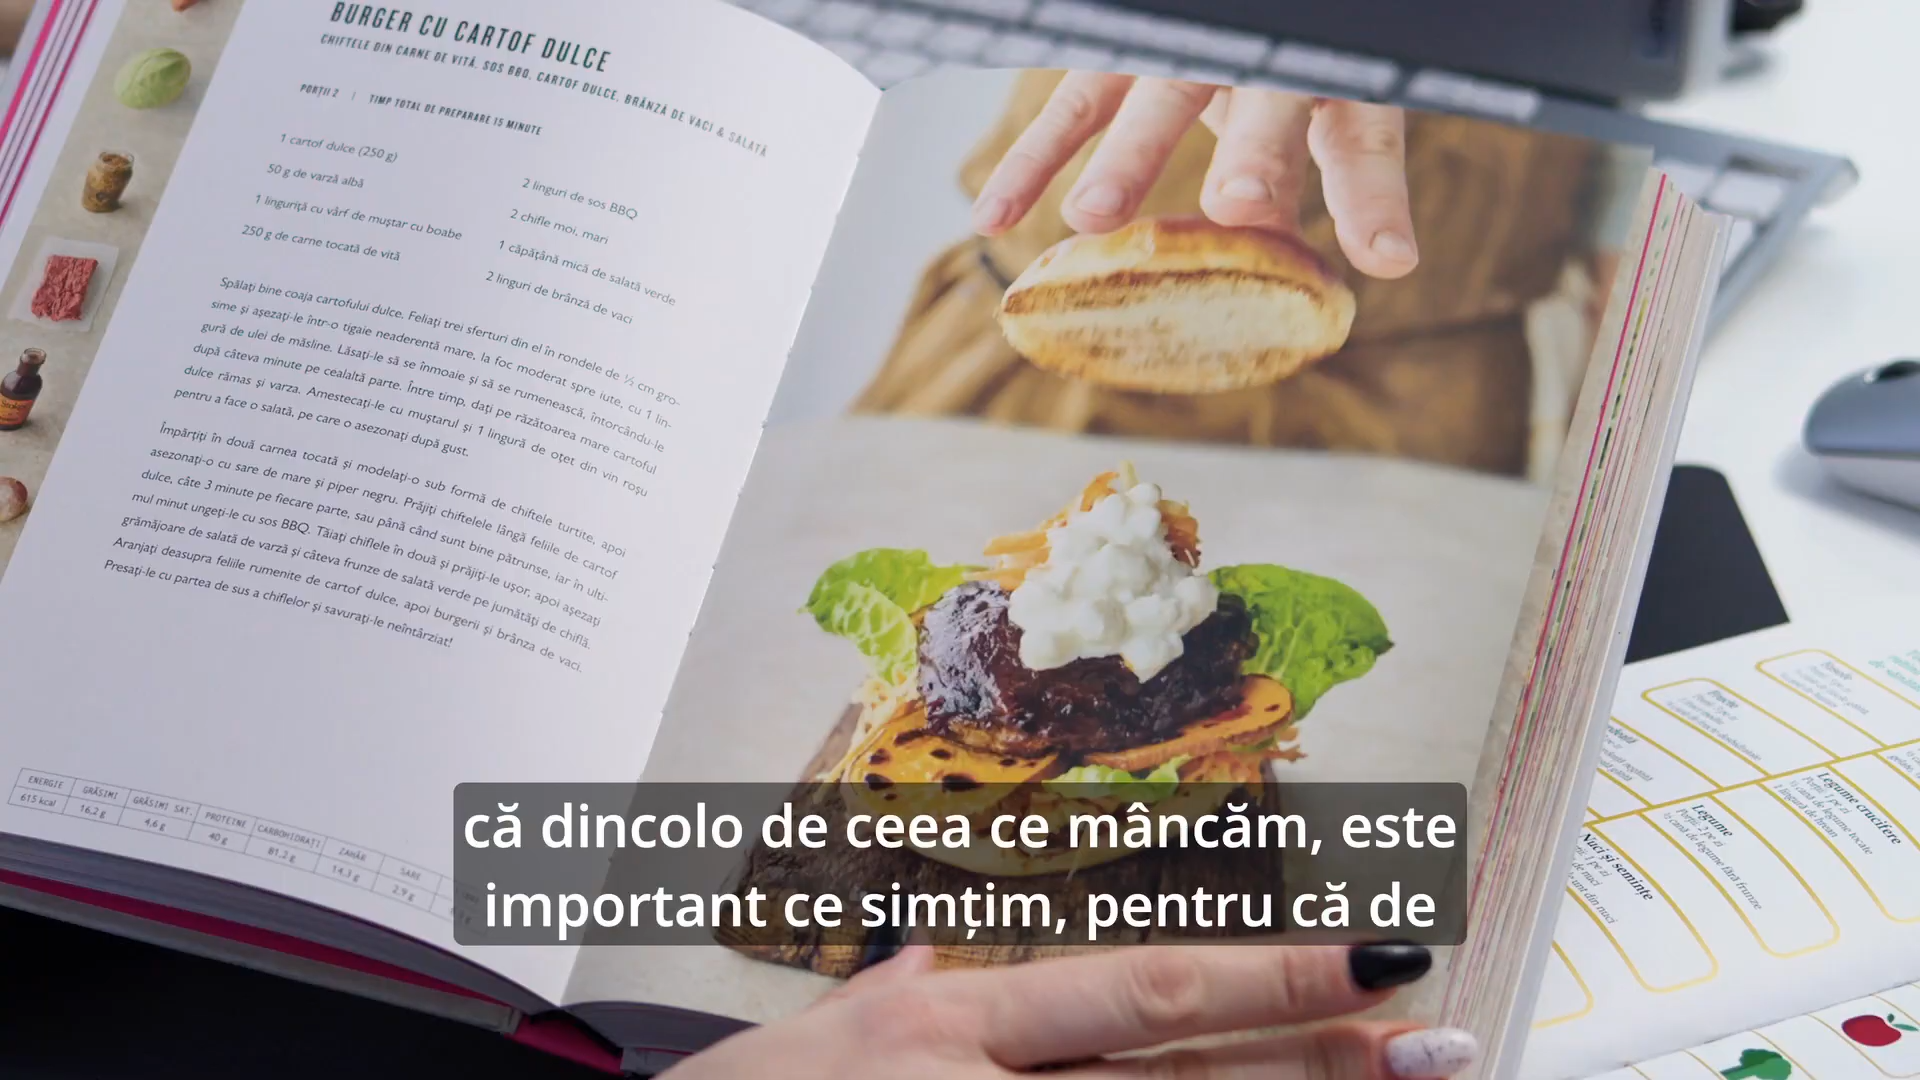 BURGER CU CARTOF DULCE
CHIFTELE DIN CARNE DE VITĂ, SOS BBQ, CARTOF DULCE, BRÂNZĂ DE VACI & SALATĂ
PORȚII 2 | TIMP TOTAL DE PREPARARE 15 MINUTE
1 cartof dulce (250 g)
50 g de varză albă
1 linguriță cu vârf de muștar cu boabe
250 g de carne tocată de vită
2 linguri de sos BBQ
2 chifle moi, mari
1 căpățână mică de salată verde
2 linguri de brânză de vaci
Spălați bine coaja cartofului dulce. Feliați trei sferturi din el în rondele de ½ cm gro-
sime și așezați-le într-o tigaie neaderentă mare, la foc moderat spre iute, cu 1 lin-
gură de ulei de măsline. Lăsați-le să se înmoaie și să se rumenească, întorcându-le
după câteva minute pe cealaltă parte. Între timp, dați pe răzătoarea mare cartoful
dulce rămas și varza. Amestecați-le cu muștarul și 1 lingură de oțet din vin roșu
pentru a face o salată, pe care o asezonați după gust.
Împărțiți în două carnea tocată și modelați-o sub formă de chiftele turtite, apoi
asezonați-o cu sare de mare și piper negru. Prăjiți chiftelele lângă feliile de cartof
dulce, câte 3 minute pe fiecare parte, sau până când sunt bine pătrunse, iar în ulti-
mul minut ungeți-le cu sos BBQ. Tăiați chiflele în două și prăjiți-le ușor, apoi așezați
grămăjoare de salată de varză și câteva frunze de salată verde pe jumătăți de chiflă.
Aranjați deasupra feliile rumenite de cartof dulce, apoi burgerii și brânza de vaci.
Presați-le cu partea de sus a chiflelor și savurați-le neîntârziat!
ENERGIE GRĂSIMI GRĂSIMI SAT. PROTEINE CARBOHIDRAȚI ZAHĂR SARE
615 kcal 16,2 g 4,6 g 40 g 81,2 g 14,3 g 2,9 g
că dincolo de ceea ce mâncăm, este
important ce simțim, pentru că de
Fructe
Legume crucifere
Legume
Nuci și semințe